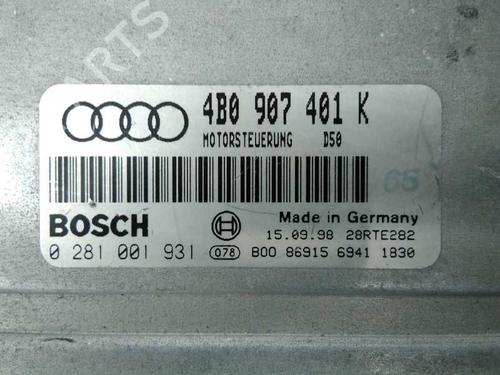 PARTS
4B0 907 401 K
MOTORSTEUERUNG D50
65
BOSCH
Made in Germany
15.09.98 28RTE282
0 281 001 931 078 B00 86915 6941 1830